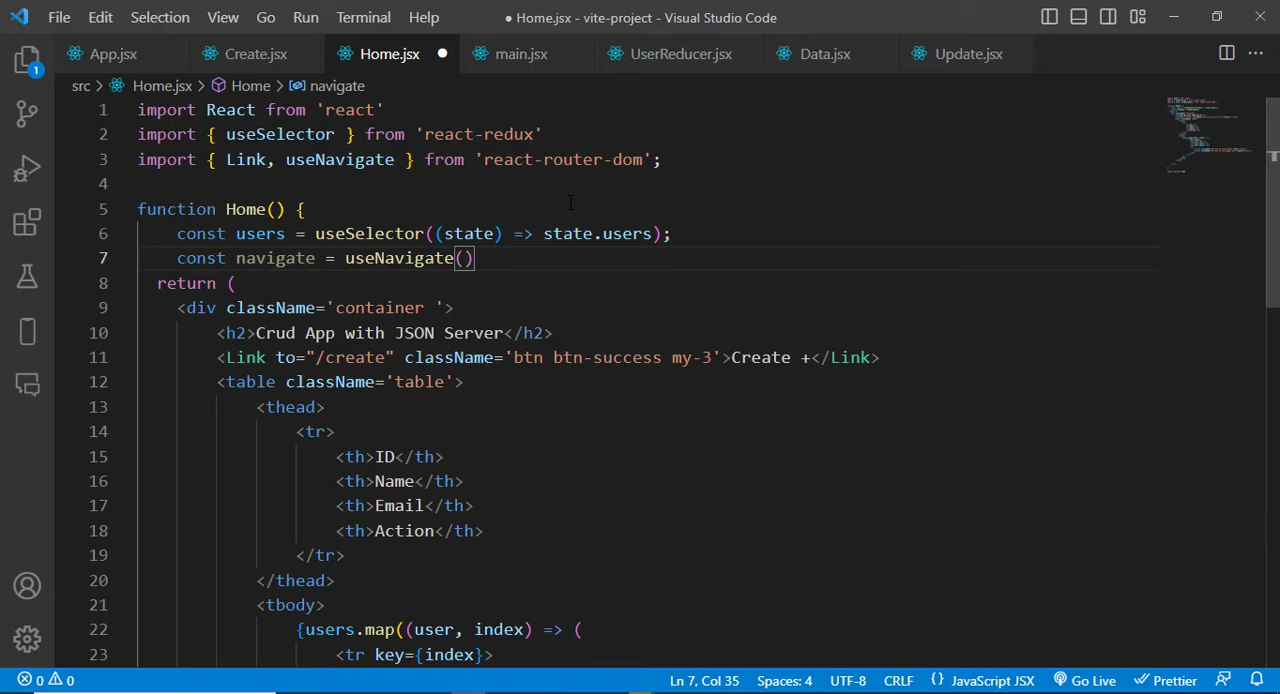 File Edit Selection View Go Run Terminal Help ● Home.jsx - vite-project - Visual Studio Code
App.jsx Create.jsx Home.jsx ● main.jsx UserReducer.jsx Data.jsx Update.jsx ···
1
src > Home.jsx > Home > navigate
1 import React from 'react'
2 import { useSelector } from 'react-redux'
3 import { Link, useNavigate } from 'react-router-dom';
4
5 function Home() {
6 const users = useSelector((state) => state.users);
7 const navigate = useNavigate()
8 return (
9 <div className='container '>
10 <h2>Crud App with JSON Server</h2>
11 <Link to="/create" className='btn btn-success my-3'>Create +</Link>
12 <table className='table'>
13 <thead>
14 <tr>
15 <th>ID</th>
16 <th>Name</th>
17 <th>Email</th>
18 <th>Action</th>
19 </tr>
20 </thead>
21 <tbody>
22 {users.map((user, index) => (
23 <tr key={index}>
0 0 Ln 7, Col 35 Spaces: 4 UTF-8 CRLF {} JavaScript JSX Go Live Prettier